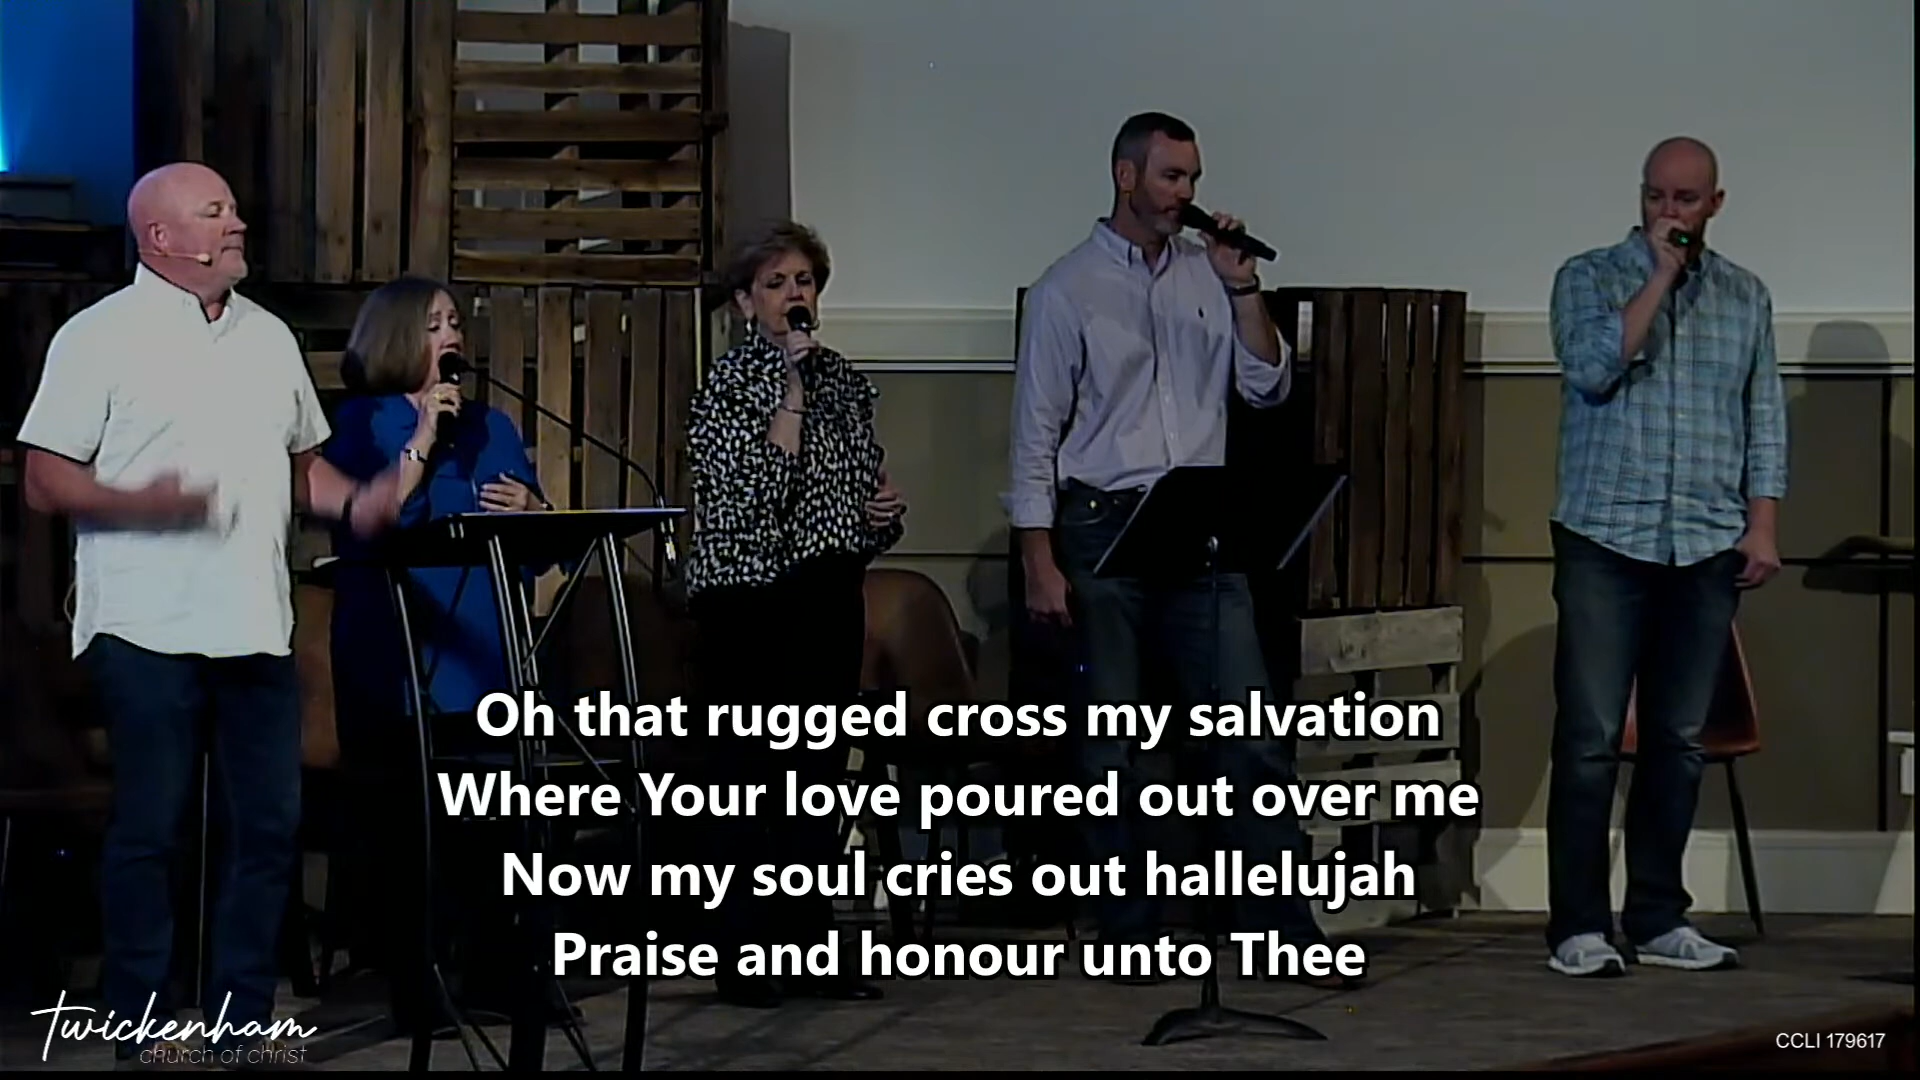 Oh that rugged cross my salvation
Where Your love poured out over me
Now my soul cries out hallelujah
Praise and honour unto Thee
twickenham
church of christ
CCLI 179617